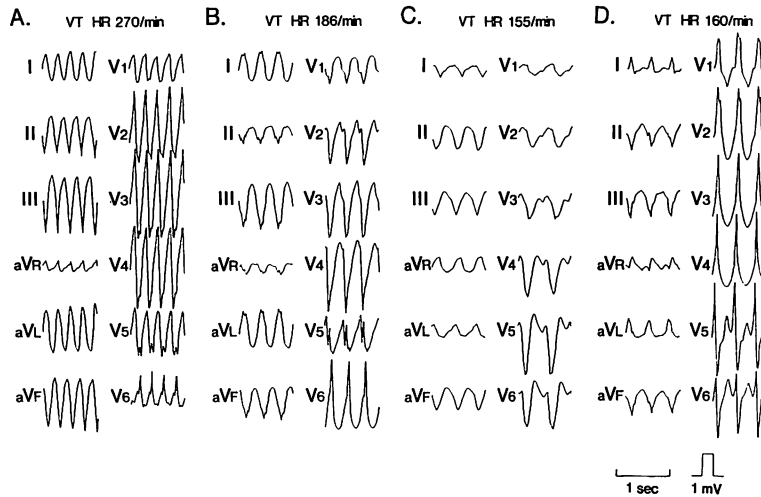 A. VT HR 270/min
I V1
II V2
III V3
aVR V4
aVL V5
aVF V6
B. VT HR 186/min
I V1
II V2
III V3
aVR V4
aVL V5
aVF V6
C. VT HR 155/min
I V1
II V2
III V3
aVR V4
aVL V5
aVF V6
D. VT HR 160/min
I V1
II V2
III V3
aVR V4
aVL V5
aVF V6
1 sec 1 mV